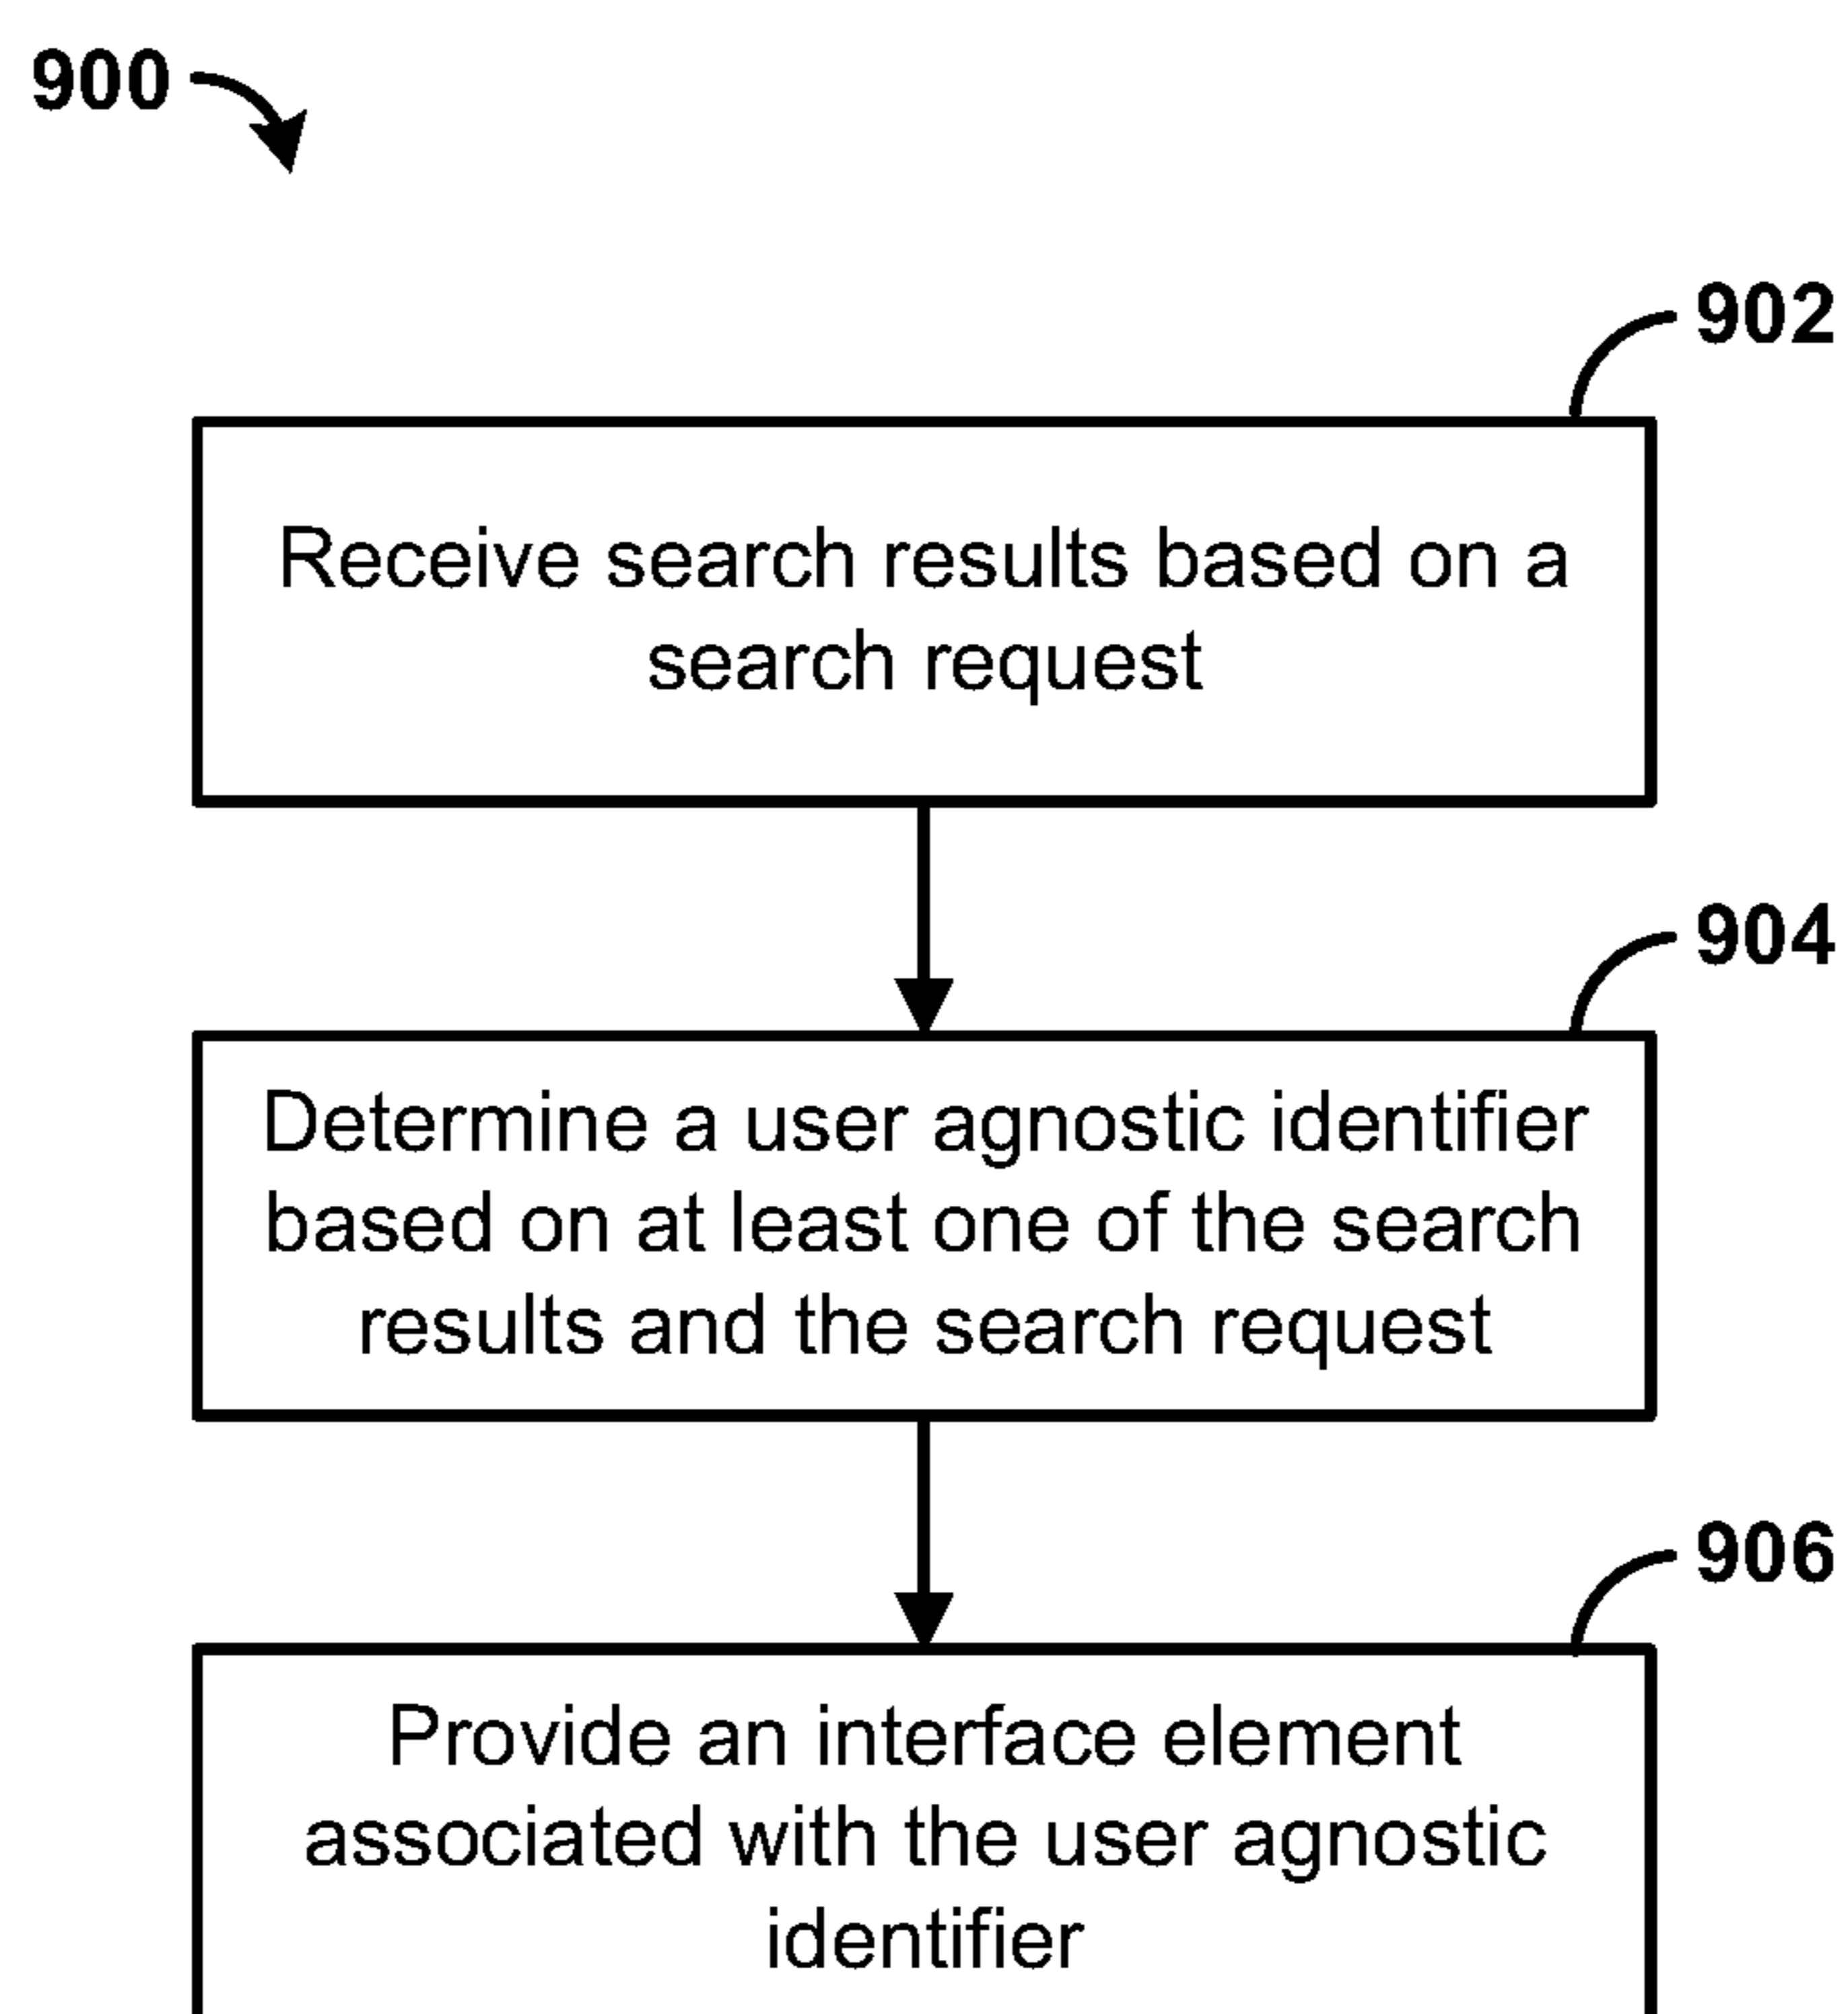 900
902
Receive search results based on a
search request
904
Determine a user agnostic identifier
based on at least one of the search
results and the search request
906
Provide an interface element
associated with the user agnostic
identifier